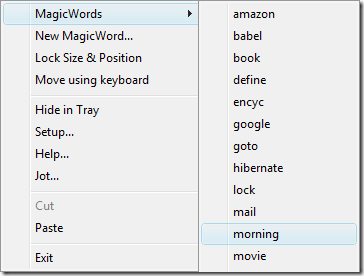 MagicWords
New MagicWord...
Lock Size & Position
Move using keyboard
Hide in Tray
Setup...
Help...
Jot...
Cut
Paste
Exit
amazon
babel
book
define
encyc
google
goto
hibernate
lock
mail
morning
movie